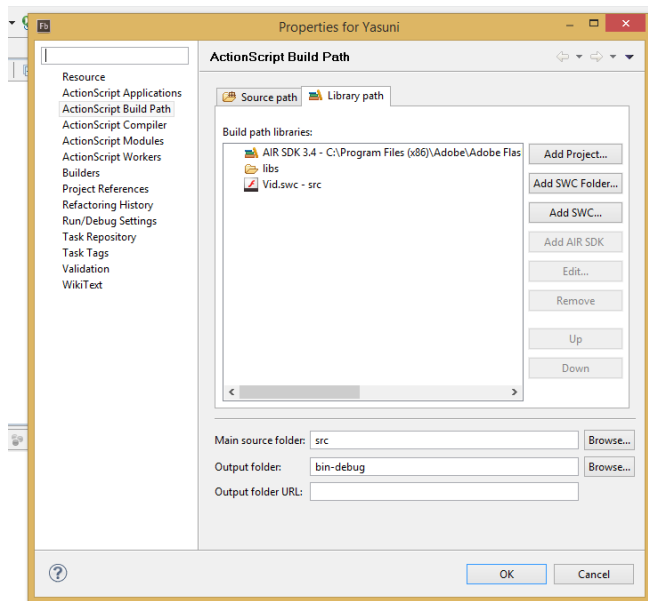 Fb
Properties for Yasuni
ActionScript Build Path
Resource
ActionScript Applications
ActionScript Build Path
ActionScript Compiler
ActionScript Modules
ActionScript Workers
Builders
Project References
Refactoring History
Run/Debug Settings
Task Repository
Task Tags
Validation
WikiText
Source path
Library path
Build path libraries:
AIR SDK 3.4 - C:\Program Files (x86)\Adobe\Adobe Flas
libs
Vid.swc - src
Add Project...
Add SWC Folder...
Add SWC...
Add AIR SDK
Edit...
Remove
Up
Down
Main source folder: src Browse...
Output folder: bin-debug Browse...
Output folder URL:
?
OK Cancel